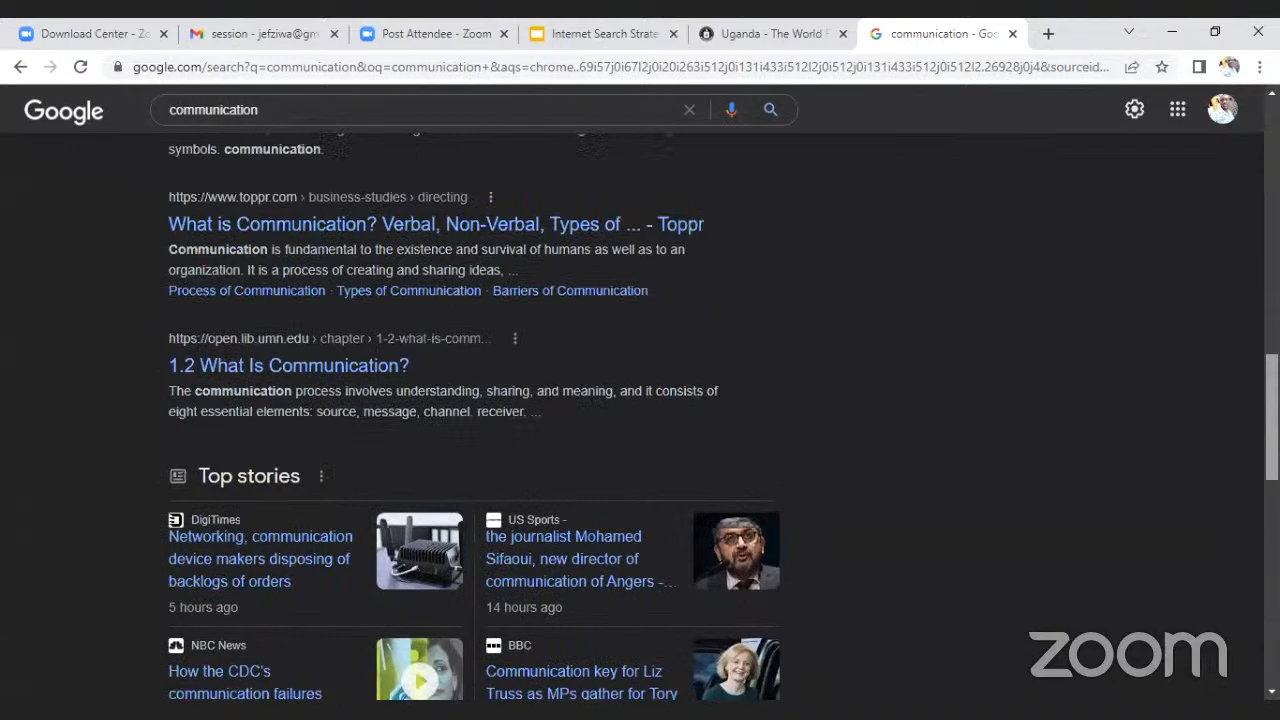 Download Center - Zo
session - jefziwa@gm
Post Attendee - Zoom
Internet Search Strate
Uganda - The World F
communication - Goo
google.com/search?q=communication&oq=communication+&aqs=chrome..69i57j0i67l2j0i20i263i512j0i131i433i512l2j0i512j0i131i433i512j0i512l2.26928j0j4&sourceid...
Google
communication
symbols. communication.
https://www.toppr.com › business-studies › directing
What is Communication? Verbal, Non-Verbal, Types of ... - Toppr
Communication is fundamental to the existence and survival of humans as well as to an
organization. It is a process of creating and sharing ideas, ...
Process of Communication · Types of Communication · Barriers of Communication
https://open.lib.umn.edu › chapter › 1-2-what-is-comm...
1.2 What Is Communication?
The communication process involves understanding, sharing, and meaning, and it consists of
eight essential elements: source, message, channel. receiver. ...
Top stories
DigiTimes
Networking, communication
device makers disposing of
backlogs of orders
5 hours ago
US Sports -
the journalist Mohamed
Sifaoui, new director of
communication of Angers -...
14 hours ago
NBC News
How the CDC's
communication failures
BBC
Communication key for Liz
Truss as MPs gather for Tory
zoom